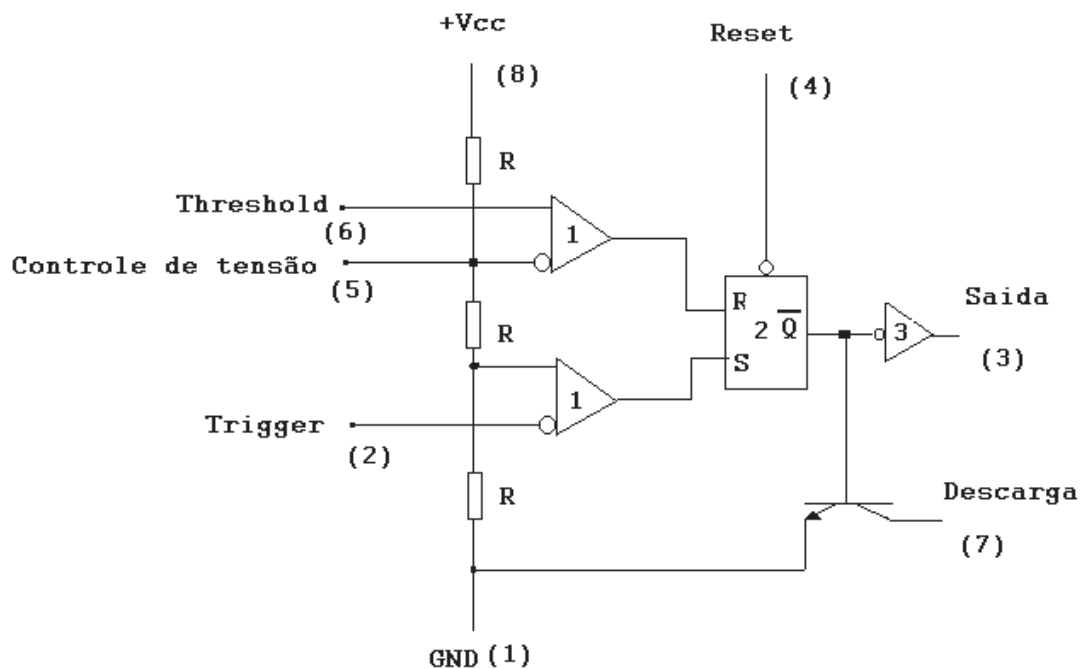 +Vcc
Reset
(8)
(4)
R
Threshold
(6)
1
Controle de tensão
(5)
R
Saida
2 Q̅
3
R
(3)
S
1
Trigger
(2)
R
Descarga
(7)
GND (1)